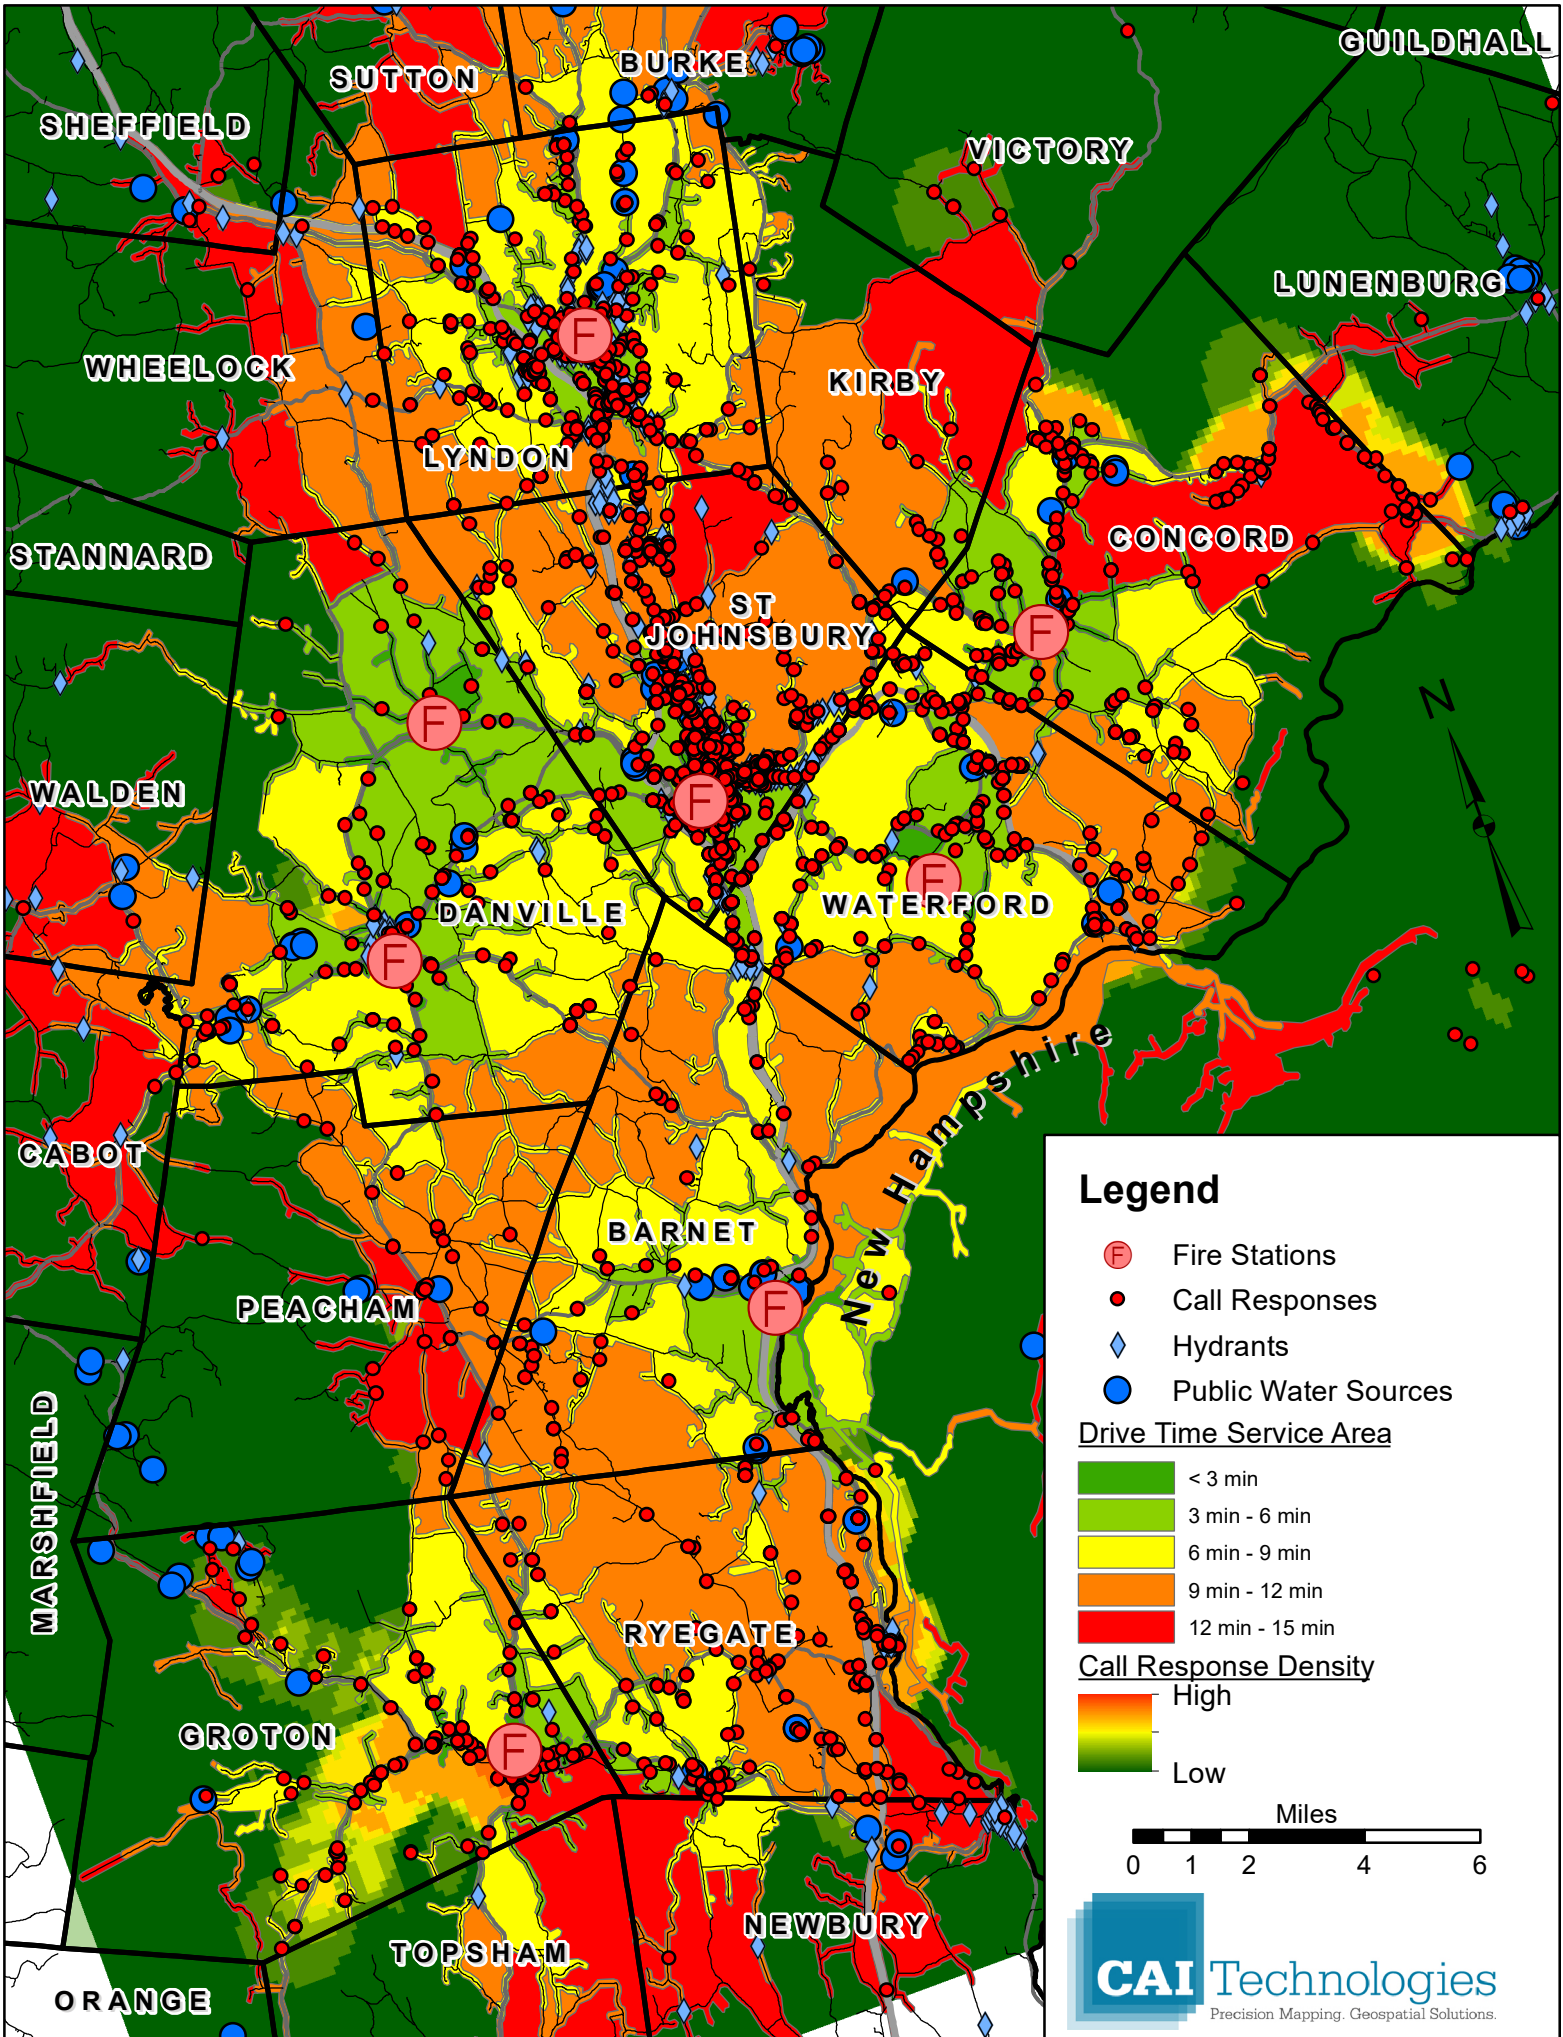 GUILDHALL
BURKE
SUTTON
SHEFFIELD
VICTORY
LUNENBURG
WHEELOCK
KIRBY
F
LYNDON
CONCORD
STANNARD
ST
JOHNSBURY
F
N
F
WALDEN
F
F
WATERFORD
DANVILLE
F
New Hampshire
CABOT
BARNET
PEACHAM
F
MARSHFIELD
RYEGATE
GROTON
F
NEWBURY
TOPSHAM
ORANGE
Legend
F Fire Stations
Call Responses
Hydrants
Public Water Sources
Drive Time Service Area
< 3 min
3 min - 6 min
6 min - 9 min
9 min - 12 min
12 min - 15 min
Call Response Density
High
Low
Miles
0 1 2 4 6
CAI Technologies
Precision Mapping. Geospatial Solutions.